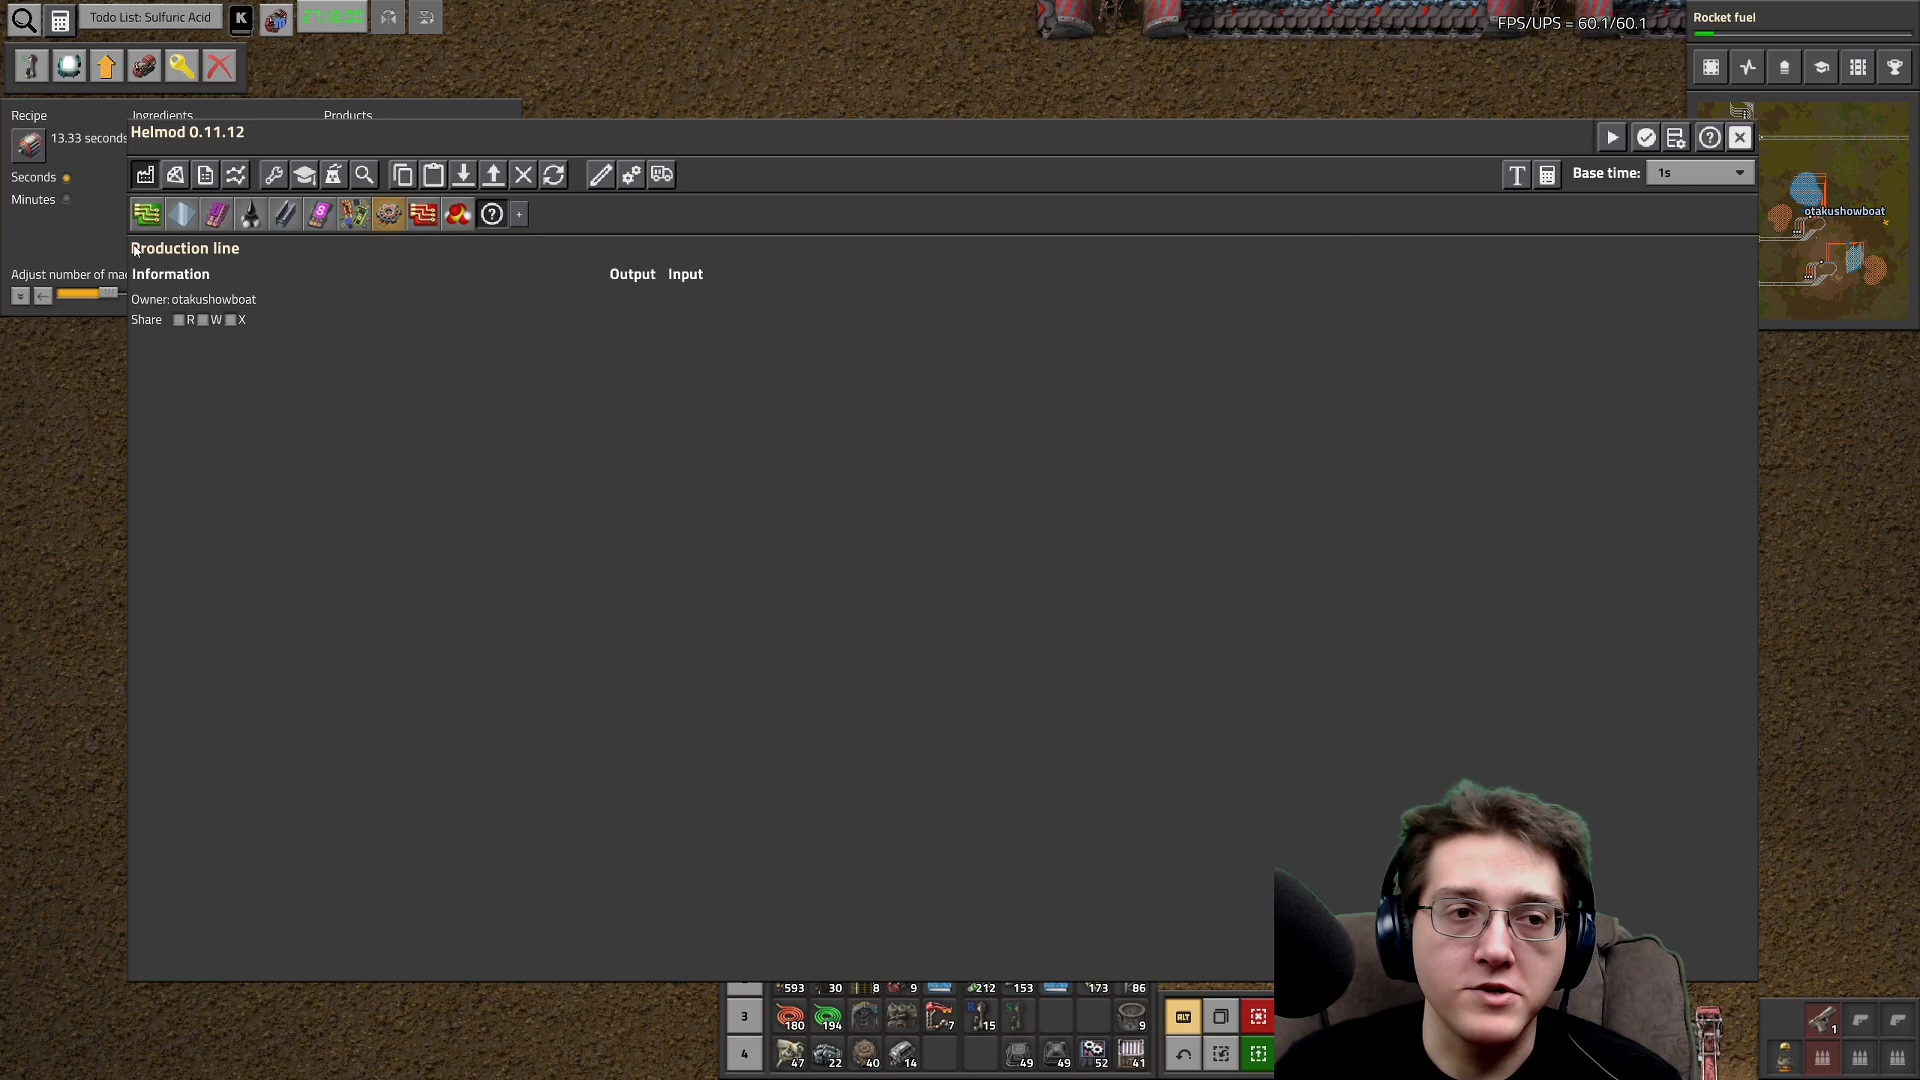 Todo List: Sulfuric Acid
K
FPS/UPS = 60.1/60.1
Rocket fuel
Recipe
Ingredients
Products
13.33 seconds
Seconds
Minutes
Adjust number of mac
Helmod 0.11.12
T
Base time:
1s
+
Production line
Information
Output Input
Owner: otakushowboat
Share R W X
otakushowboat
593 30 8 9 212 153 173 86
3
180 194 7 15 9
ALT
4
47 22 40 14 49 49 52 41
1